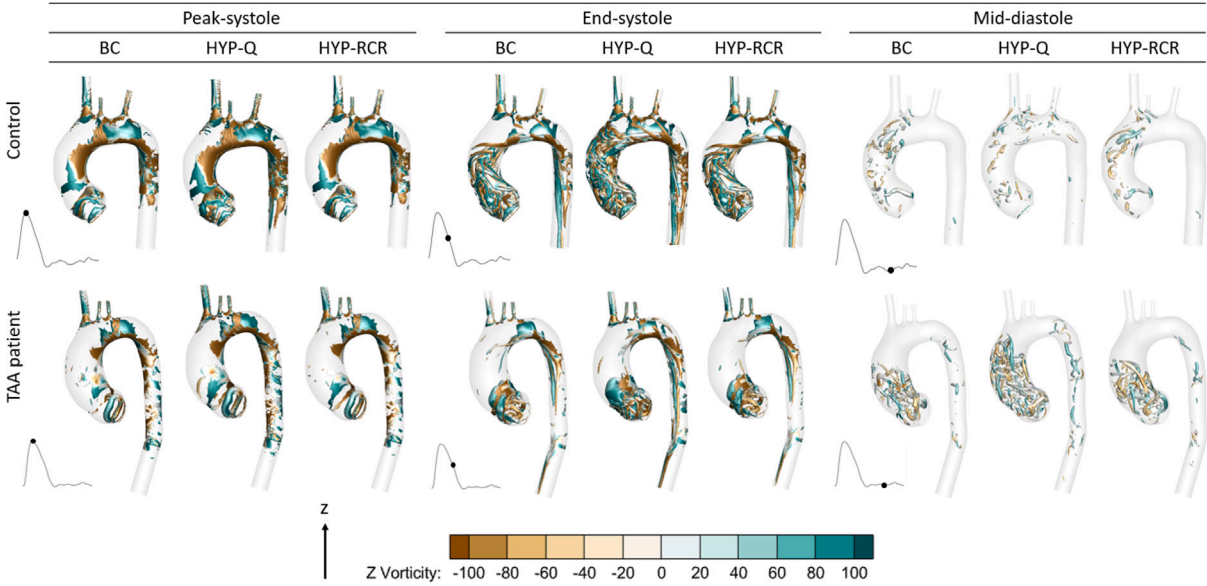 Peak-systole End-systole Mid-diastole
BC HYP-Q HYP-RCR BC HYP-Q HYP-RCR BC HYP-Q HYP-RCR
Control
TAA patient
Z
Z Vorticity: -100 -80 -60 -40 -20 0 20 40 60 80 100